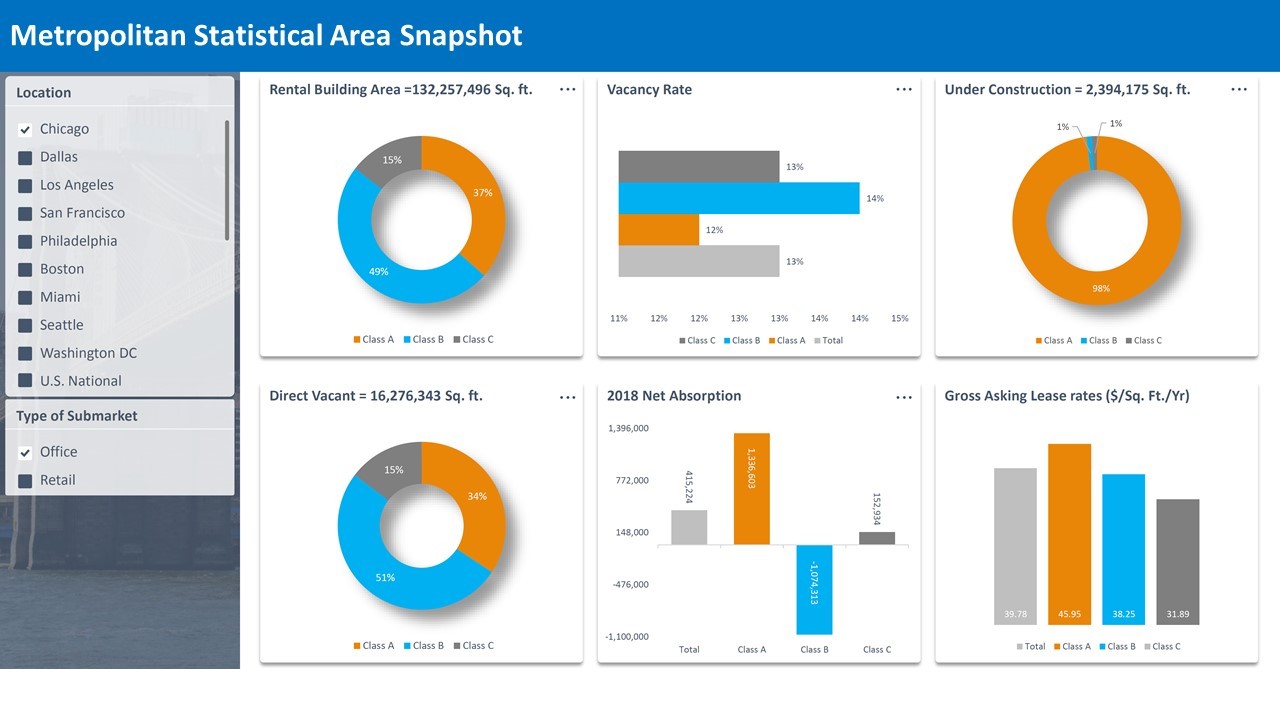 Metropolitan Statistical Area Snapshot
Location
Chicago
Dallas
Los Angeles
San Francisco
Philadelphia
Boston
Miami
Seattle
Washington DC
U.S. National
Type of Submarket
Office
Retail
Rental Building Area =132,257,496 Sq. ft.
15%
37%
49%
Class A Class B Class C
Vacancy Rate
13%
14%
12%
13%
11% 12% 12% 13% 13% 14% 14% 15%
Class C Class B Class A Total
Under Construction = 2,394,175 Sq. ft.
1% 1%
98%
Class A Class B Class C
Direct Vacant = 16,276,343 Sq. ft.
15%
34%
51%
Class A Class B Class C
2018 Net Absorption
1,396,000
772,000
148,000
-476,000
-1,100,000
415,224
1,336,603
-1,074,313
152,934
Total Class A Class B Class C
Gross Asking Lease rates ($/Sq. Ft./Yr)
39.78 45.95 38.25 31.89
Total Class A Class B Class C